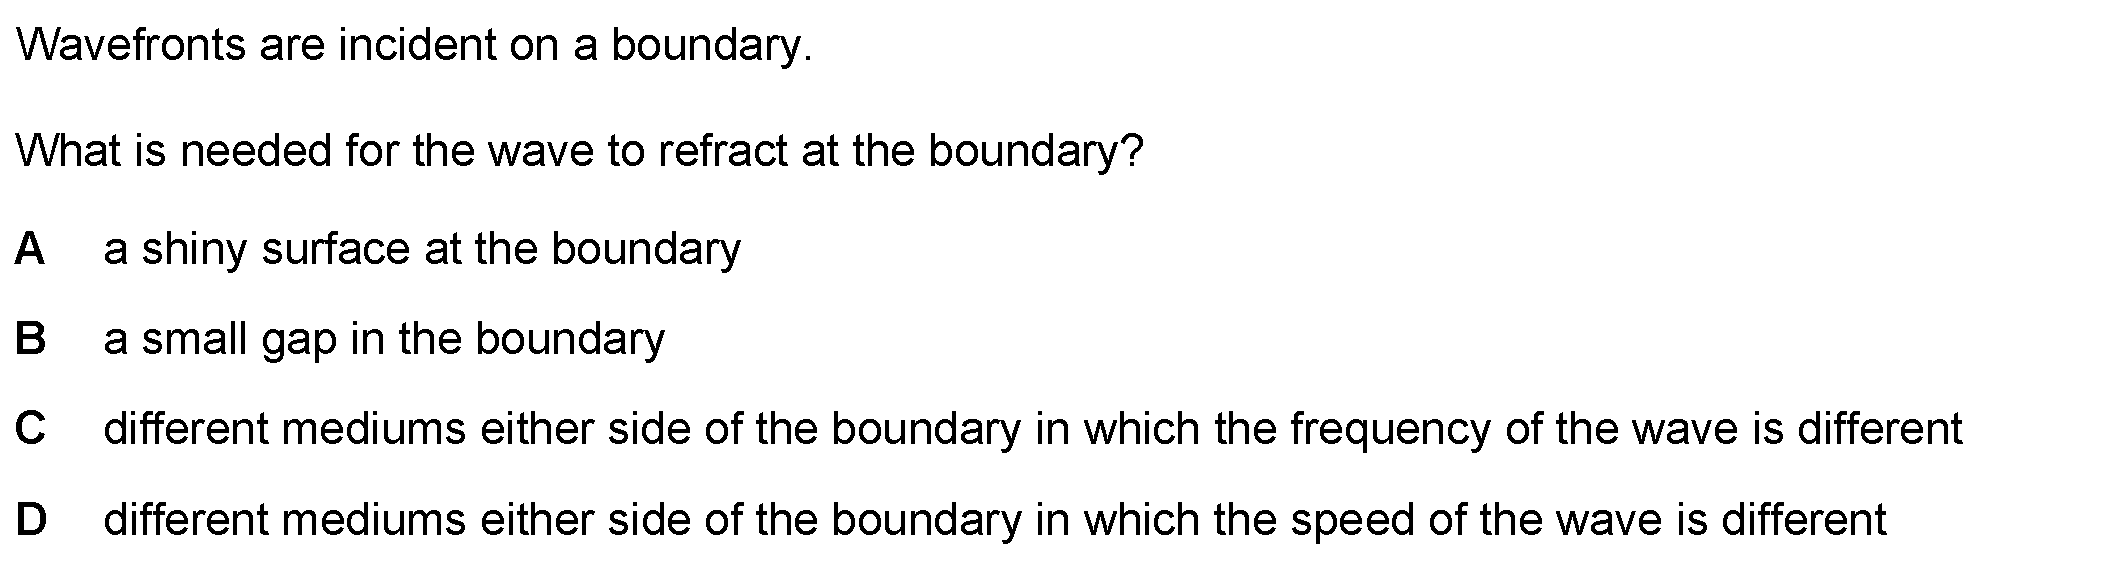 Wavefronts are incident on a boundary.
What is needed for the wave to refract at the boundary?
A a shiny surface at the boundary
B a small gap in the boundary
C different mediums either side of the boundary in which the frequency of the wave is different
D different mediums either side of the boundary in which the speed of the wave is different